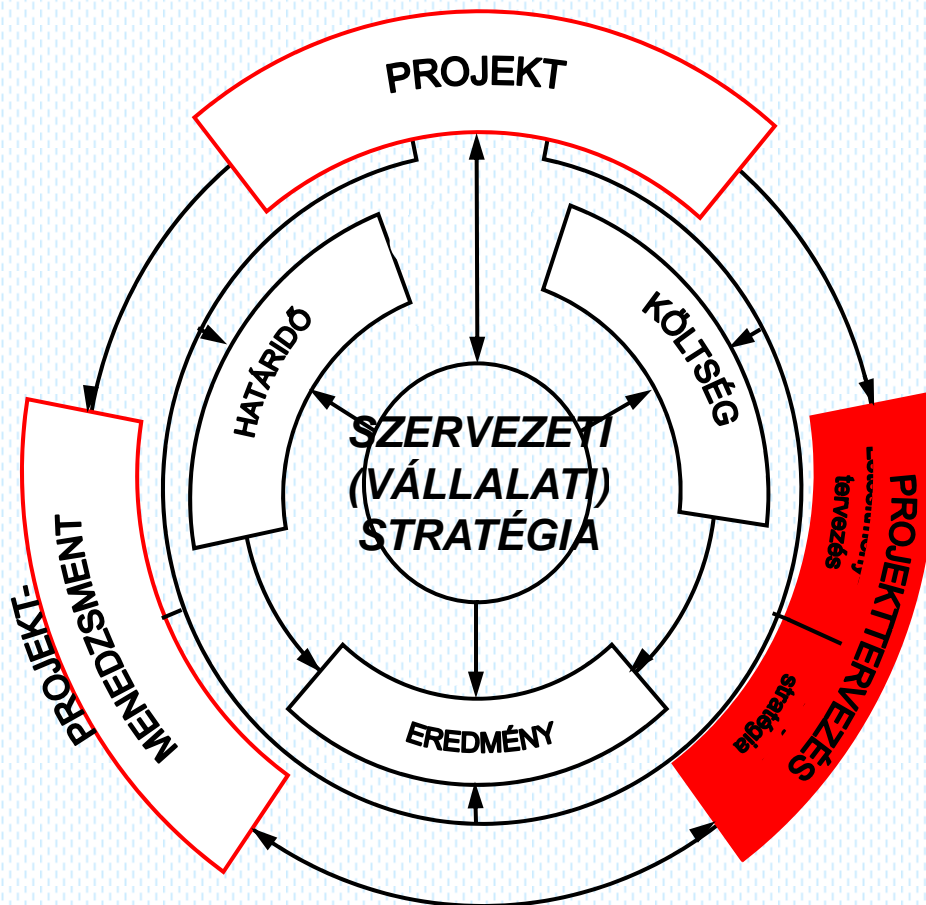 PROJEKT
HATÁRIDŐ
KÖLTSÉG
SZERVEZETI
(VÁLLALATI)
STRATÉGIA
EREDMÉNY
PROJEKT-
MENEDZSMENT
PROJEKTTERVEZÉS
tervezés
-
stratégia